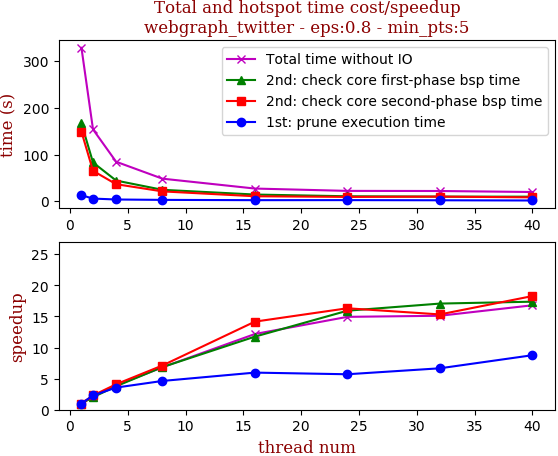 Total and hotspot time cost/speedup
webgraph_twitter - eps:0.8 - min_pts:5
time (s)
300
200
100
0
Total time without IO
2nd: check core first-phase bsp time
2nd: check core second-phase bsp time
1st: prune execution time
0 5 10 15 20 25 30 35 40
speedup
25
20
15
10
5
0
0 5 10 15 20 25 30 35 40
thread num